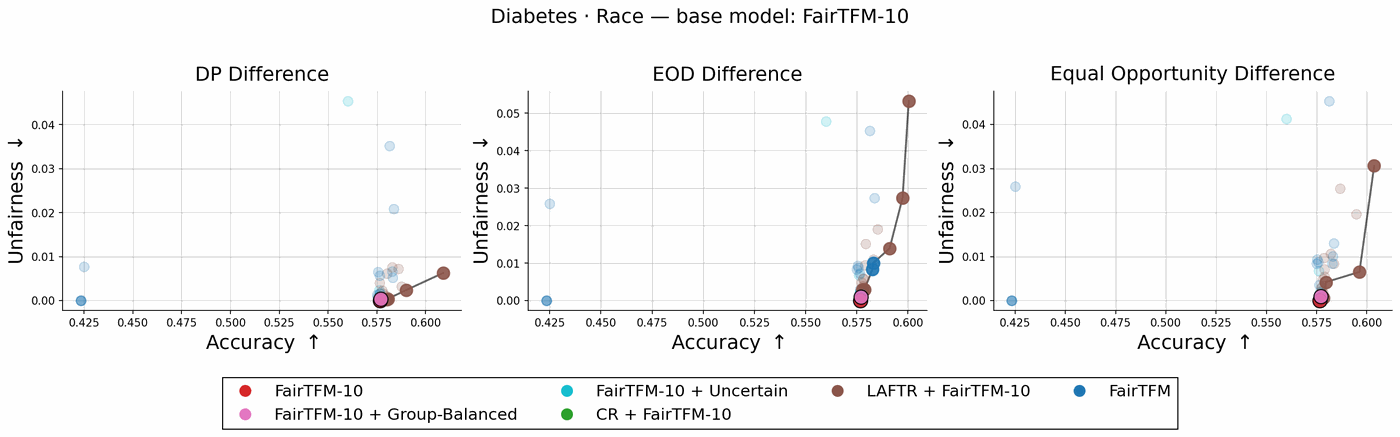 Diabetes · Race — base model: FairTFM-10
DP Difference
EOD Difference
Equal Opportunity Difference
Unfairness ↓
0.04
0.03
0.02
0.01
0.00
0.425 0.450 0.475 0.500 0.525 0.550 0.575 0.600
Accuracy ↑
Unfairness ↓
0.05
0.04
0.03
0.02
0.01
0.00
0.425 0.450 0.475 0.500 0.525 0.550 0.575 0.600
Accuracy ↑
Unfairness ↓
0.04
0.03
0.02
0.01
0.00
0.425 0.450 0.475 0.500 0.525 0.550 0.575 0.600
Accuracy ↑
FairTFM-10 FairTFM-10 + Uncertain LAFTR + FairTFM-10 FairTFM
FairTFM-10 + Group-Balanced CR + FairTFM-10